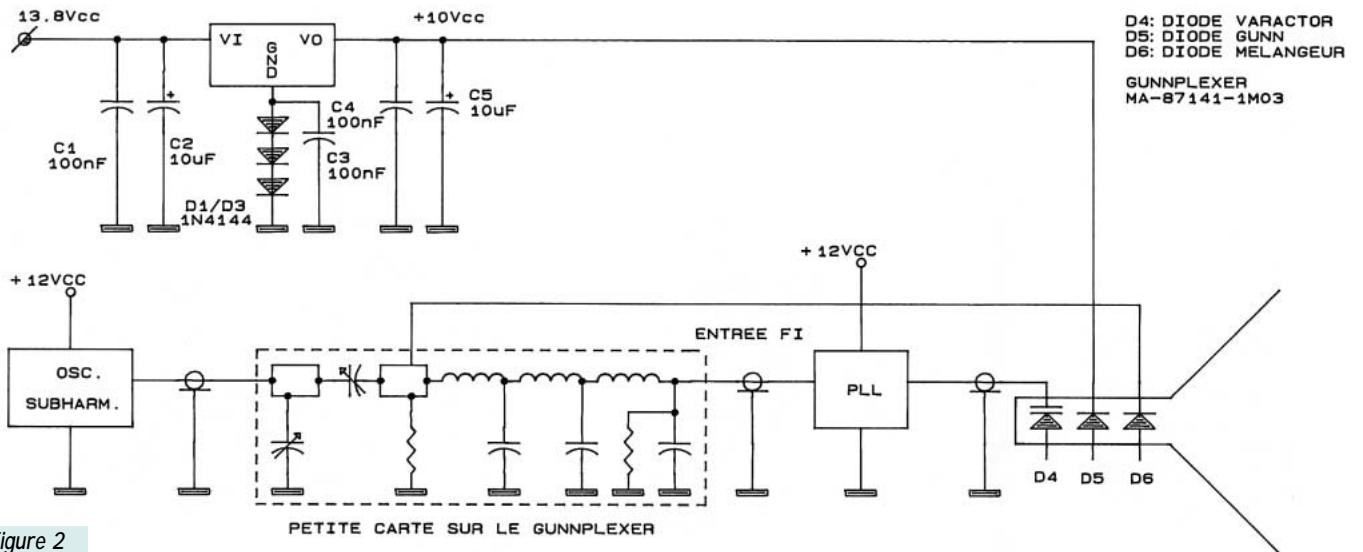 13.8Vcc
+10Vcc
VI
VO
GND
C1
100nF
C2
10uF
+
D1/D3
1N4144
C4
100nF
C3
100nF
+
C5
10uF
D4: DIODE VARACTOR
D5: DIODE GUNN
D6: DIODE MELANGEUR
GUNNPLEXER
MA-87141-1M03
+12VCC
OSC.
SUBHARM.
ENTREE FI
+12VCC
PLL
D4
D5
D6
PETITE CARTE SUR LE GUNNPLEXER
igure 2